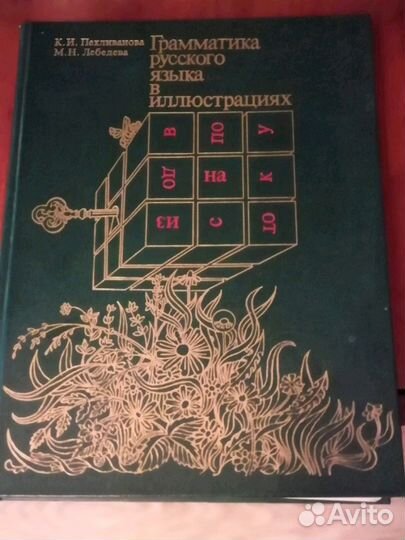 К. И. Пехливанова
М. Н. Лебедева
Грамматика
русского
языка
в
иллюстрациях
в по у
до на к
из с от
Avito